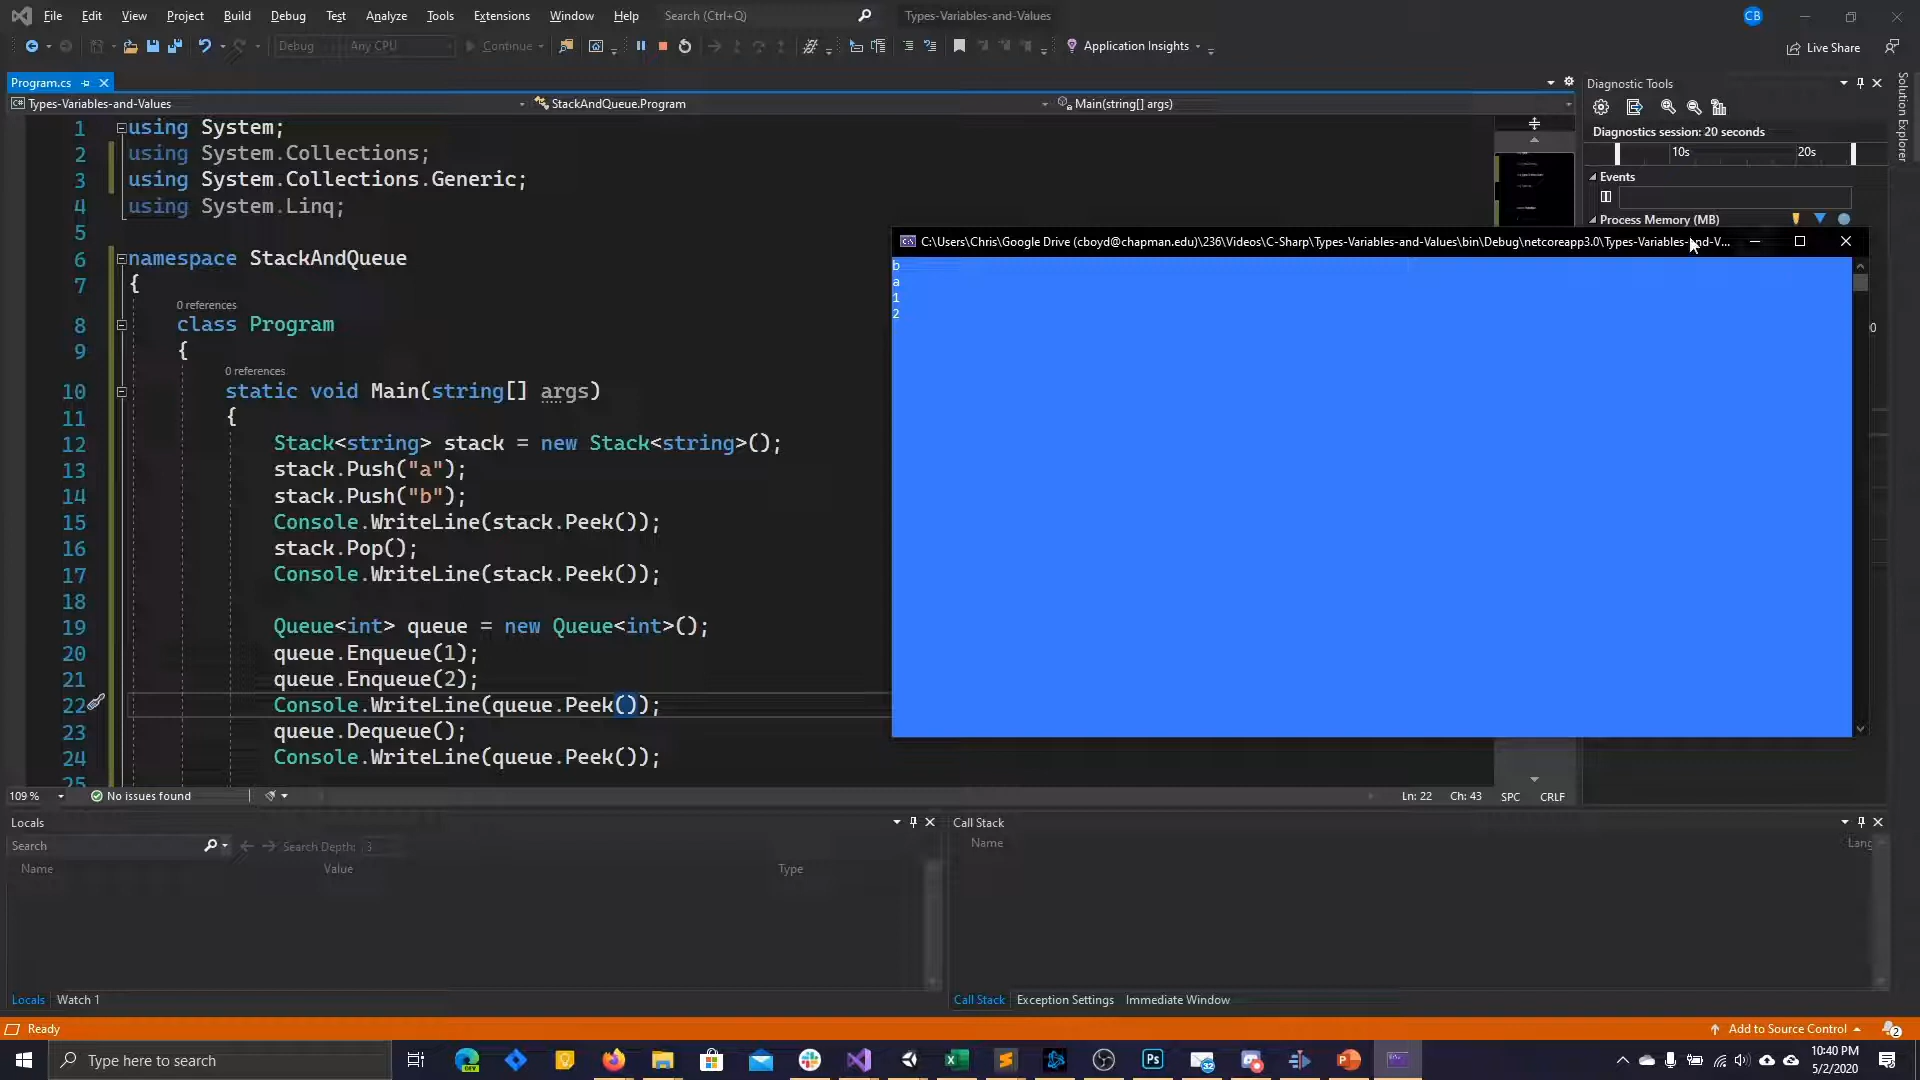 File Edit View Project Build Debug Test Analyze Tools Extensions Window Help Search (Ctrl+Q) Types-Variables-and-Values CB
Debug Any CPU Continue Application Insights Live Share
Program.cs
Types-Variables-and-Values StackAndQueue.Program Main(string[] args)
1 using System;
2 using System.Collections;
3 using System.Collections.Generic;
4 using System.Linq;
5
6 namespace StackAndQueue
7 {
0 references
8 class Program
9 {
0 references
10 static void Main(string[] args)
11 {
12 Stack<string> stack = new Stack<string>();
13 stack.Push("a");
14 stack.Push("b");
15 Console.WriteLine(stack.Peek());
16 stack.Pop();
17 Console.WriteLine(stack.Peek());
18
19 Queue<int> queue = new Queue<int>();
20 queue.Enqueue(1);
21 queue.Enqueue(2);
22 Console.WriteLine(queue.Peek());
23 queue.Dequeue();
24 Console.WriteLine(queue.Peek());
25
109 % No issues found Ln: 22 Ch: 43 SPC CRLF
Diagnostic Tools
Diagnostics session: 20 seconds
10s 20s
Events
Process Memory (MB)
0
Solution Explorer
C:\Users\Chris\Google Drive (cboyd@chapman.edu)\236\Videos\C-Sharp\Types-Variables-and-Values\bin\Debug\netcoreapp3.0\Types-Variables-and-V...
b
a
1
2
Locals
Search Search Depth: 3
Name Value Type
Locals Watch 1
Call Stack
Name Lang
Call Stack Exception Settings Immediate Window
Ready Add to Source Control 2
Type here to search
DEV
32
10:40 PM
5/2/2020